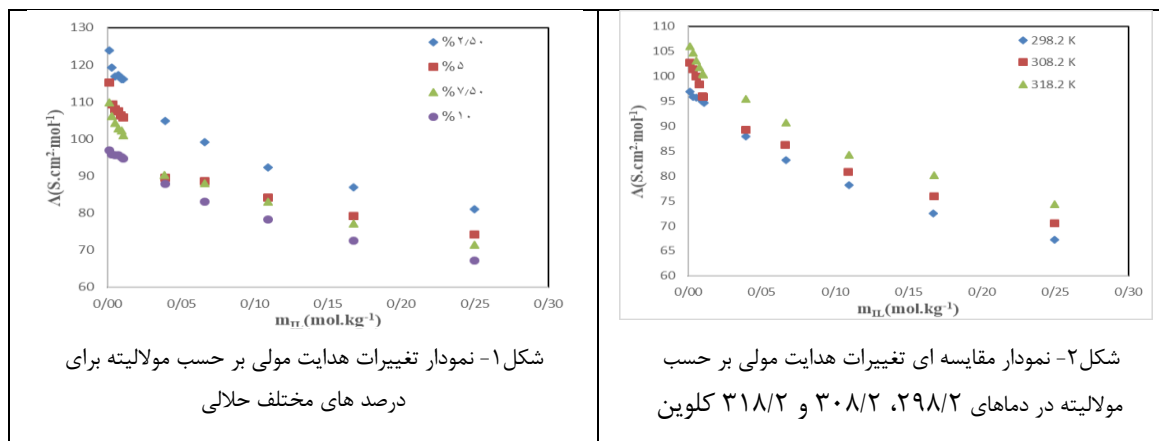 130
120
110
100
90
80
70
60
Λ(S.cm²·mol⁻¹)
%۲٫۵۰
%۵
%۷٫۵۰
%۱۰
0/00 0/05 0/10 0/15 0/20 0/25 0/30
m_IL(mol.kg⁻¹)
شکل۱- نمودار تغییرات هدایت مولی بر حسب مولالیته برای
درصد های مختلف حلالی
110
105
100
95
90
85
80
75
70
65
60
Λ(S.cm²·mol⁻¹)
298.2 K
308.2 K
318.2 K
0/00 0/05 0/10 0/15 0/20 0/25 0/30
m_IL(mol.kg⁻¹)
شکل۲- نمودار مقایسه ای تغییرات هدایت مولی بر حسب
مولالیته در دماهای ۲۹۸/۲، ۳۰۸/۲ و ۳۱۸/۲ کلوین